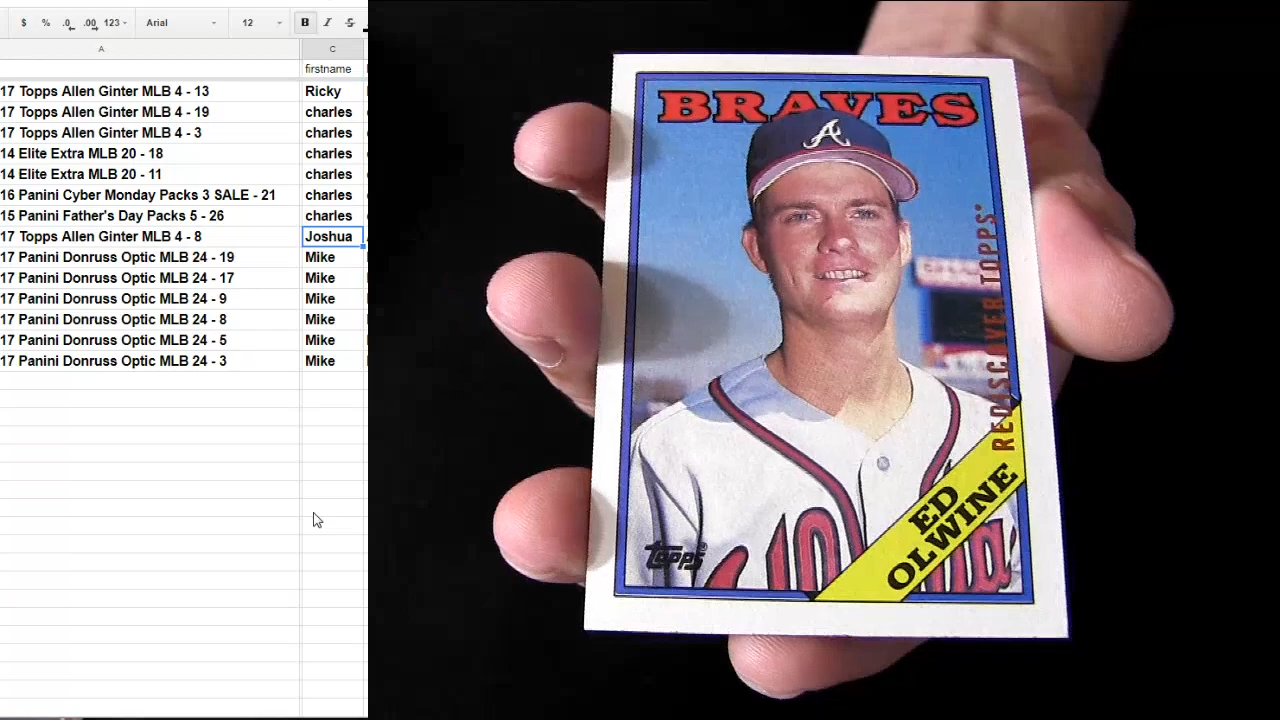 $ % .0 .00 123 Arial 12 B I S
A C
firstname
17 Topps Allen Ginter MLB 4 - 13 Ricky
17 Topps Allen Ginter MLB 4 - 19 charles
17 Topps Allen Ginter MLB 4 - 3 charles
14 Elite Extra MLB 20 - 18 charles
14 Elite Extra MLB 20 - 11 charles
16 Panini Cyber Monday Packs 3 SALE - 21 charles
15 Panini Father's Day Packs 5 - 26 charles
17 Topps Allen Ginter MLB 4 - 8 Joshua
17 Panini Donruss Optic MLB 24 - 19 Mike
17 Panini Donruss Optic MLB 24 - 17 Mike
17 Panini Donruss Optic MLB 24 - 9 Mike
17 Panini Donruss Optic MLB 24 - 8 Mike
17 Panini Donruss Optic MLB 24 - 5 Mike
17 Panini Donruss Optic MLB 24 - 3 Mike
BRAVES
A
REDISCOVER TOPPS
ED
OLWINE
Topps